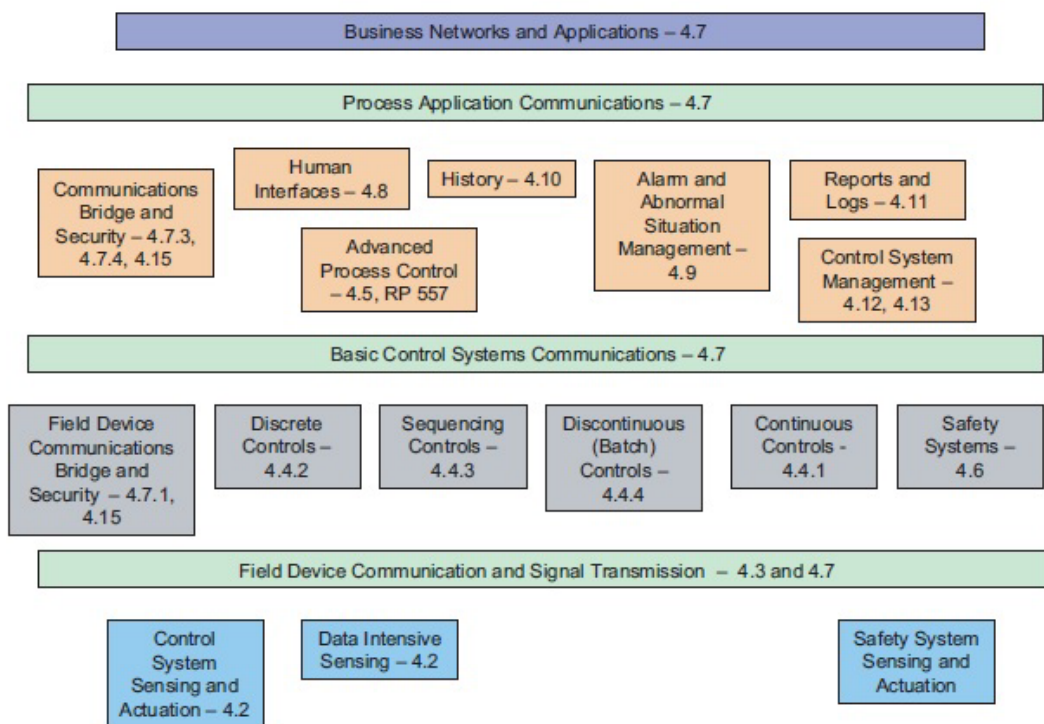 Business Networks and Applications – 4.7
Process Application Communications – 4.7
Communications
Bridge and
Security – 4.7.3,
4.7.4, 4.15
Human
Interfaces – 4.8
History – 4.10
Alarm and
Abnormal
Situation
Management –
4.9
Reports and
Logs – 4.11
Advanced
Process Control
– 4.5, RP 557
Control System
Management –
4.12, 4.13
Basic Control Systems Communications – 4.7
Field Device
Communications
Bridge and
Security – 4.7.1,
4.15
Discrete
Controls –
4.4.2
Sequencing
Controls –
4.4.3
Discontinuous
(Batch)
Controls –
4.4.4
Continuous
Controls -
4.4.1
Safety
Systems –
4.6
Field Device Communication and Signal Transmission – 4.3 and 4.7
Control
System
Sensing and
Actuation – 4.2
Data Intensive
Sensing – 4.2
Safety System
Sensing and
Actuation